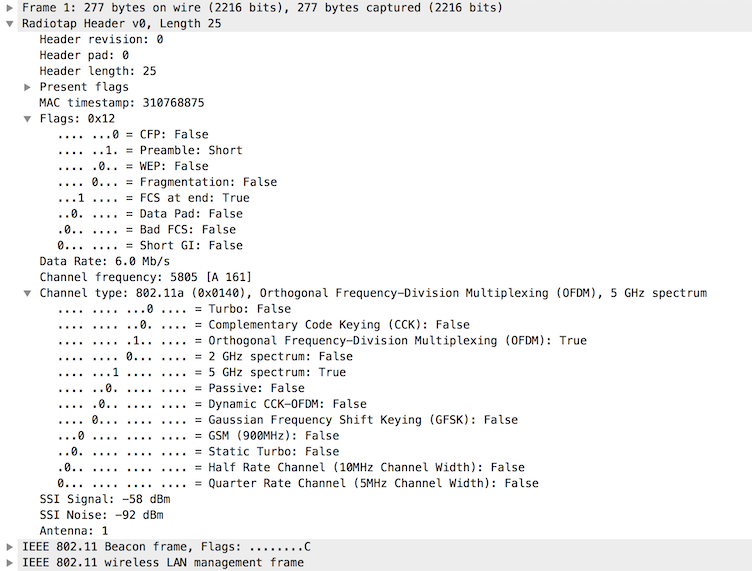 Frame 1: 277 bytes on wire (2216 bits), 277 bytes captured (2216 bits)
Radiotap Header v0, Length 25
Header revision: 0
Header pad: 0
Header length: 25
Present flags
MAC timestamp: 310768875
Flags: 0x12
.... ...0 = CFP: False
.... ..1. = Preamble: Short
.... .0.. = WEP: False
.... 0... = Fragmentation: False
...1 .... = FCS at end: True
..0. .... = Data Pad: False
.0.. .... = Bad FCS: False
0... .... = Short GI: False
Data Rate: 6.0 Mb/s
Channel frequency: 5805 [A 161]
Channel type: 802.11a (0x0140), Orthogonal Frequency-Division Multiplexing (OFDM), 5 GHz spectrum
.... .... ...0 .... = Turbo: False
.... .... ..0. .... = Complementary Code Keying (CCK): False
.... .... .1.. .... = Orthogonal Frequency-Division Multiplexing (OFDM): True
.... .... 0... .... = 2 GHz spectrum: False
.... ...1 .... .... = 5 GHz spectrum: True
.... ..0. .... .... = Passive: False
.... .0.. .... .... = Dynamic CCK-OFDM: False
.... 0... .... .... = Gaussian Frequency Shift Keying (GFSK): False
...0 .... .... .... = GSM (900MHz): False
..0. .... .... .... = Static Turbo: False
.0.. .... .... .... = Half Rate Channel (10MHz Channel Width): False
0... .... .... .... = Quarter Rate Channel (5MHz Channel Width): False
SSI Signal: -58 dBm
SSI Noise: -92 dBm
Antenna: 1
IEEE 802.11 Beacon frame, Flags: ........C
IEEE 802.11 wireless LAN management frame